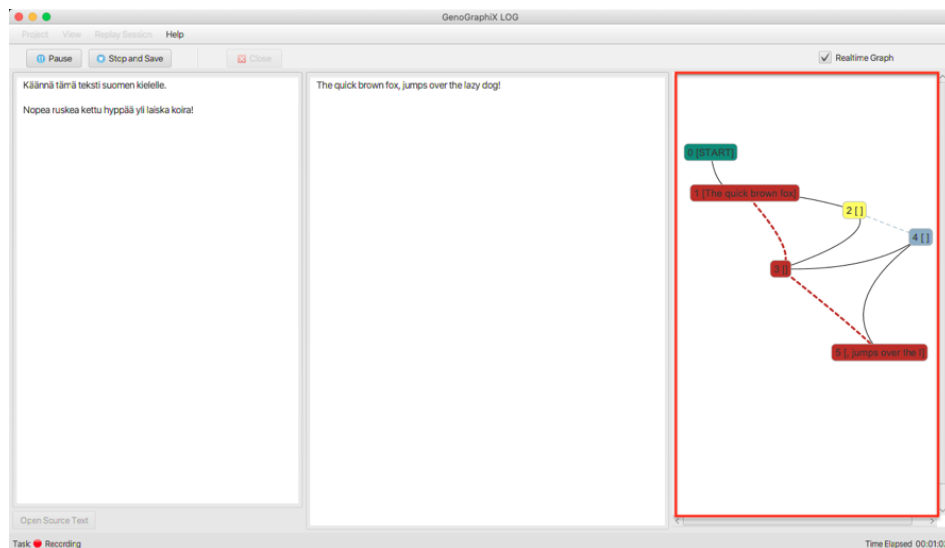 GenoGraphiX LOG
Project View Replay Session Help
Pause Stop and Save Close Realtime Graph
Käännä tämä teksti suomen kielelle.
Nopea ruskea kettu hyppää yli laiska koira!
The quick brown fox, jumps over the lazy dog!
0 [START]
1 [The quick brown fox]
2 [ ]
4 [ ]
3 []
5 [, jumps over the l]
Open Source Text
Task: Recording
Time Elapsed 00:01:0